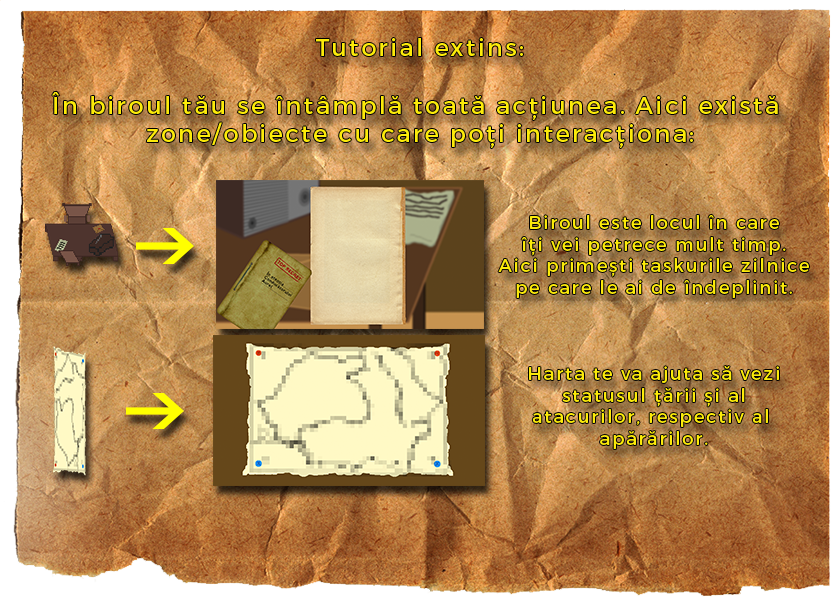 Tutorial extins:
În biroul tău se întâmplă toată acțiunea. Aici există
zone/obiecte cu care poți interacționa:
Biroul este locul în care
îți vei petrece mult timp.
Aici primești taskurile zilnice
pe care le ai de îndeplinit.
TOP SECRET
Harta te va ajuta să vezi
statusul țării și al
atacurilor, respectiv al
apărărilor.